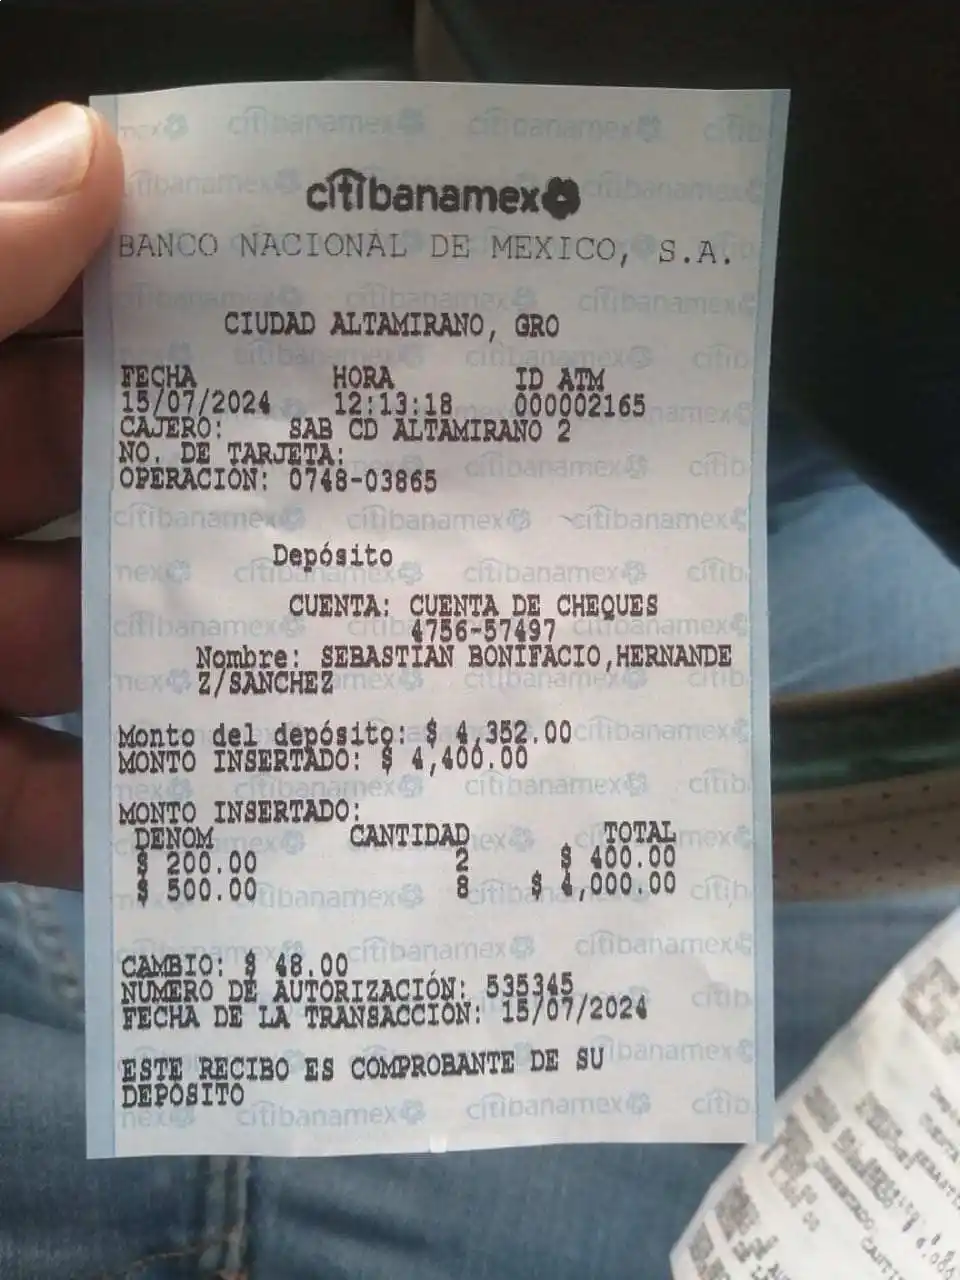 citibanamex
BANCO NACIONAL DE MEXICO, S.A.
CIUDAD ALTAMIRANO, GRO
FECHA HORA ID ATM
15/07/2024 12:13:18 000002165
CAJERO: SAB CD ALTAMIRANO 2
NO. DE TARJETA:
OPERACIÓN: 0748-03865
Depósito
CUENTA: CUENTA DE CHEQUES
4756-57497
Nombre: SEBASTIAN BONIFACIO,HERNANDE
Z/SANCHEZ
Monto del depósito: $ 4,352.00
MONTO INSERTADO: $ 4,400.00
MONTO INSERTADO:
DENOM CANTIDAD TOTAL
$ 200.00 2 $ 400.00
$ 500.00 8 $ 4,000.00
CAMBIO: $ 48.00
NÚMERO DE AUTORIZACIÓN: 535345
FECHA DE LA TRANSACCIÓN: 15/07/2024
ESTE RECIBO ES COMPROBANTE DE SU
DEPÓSITO